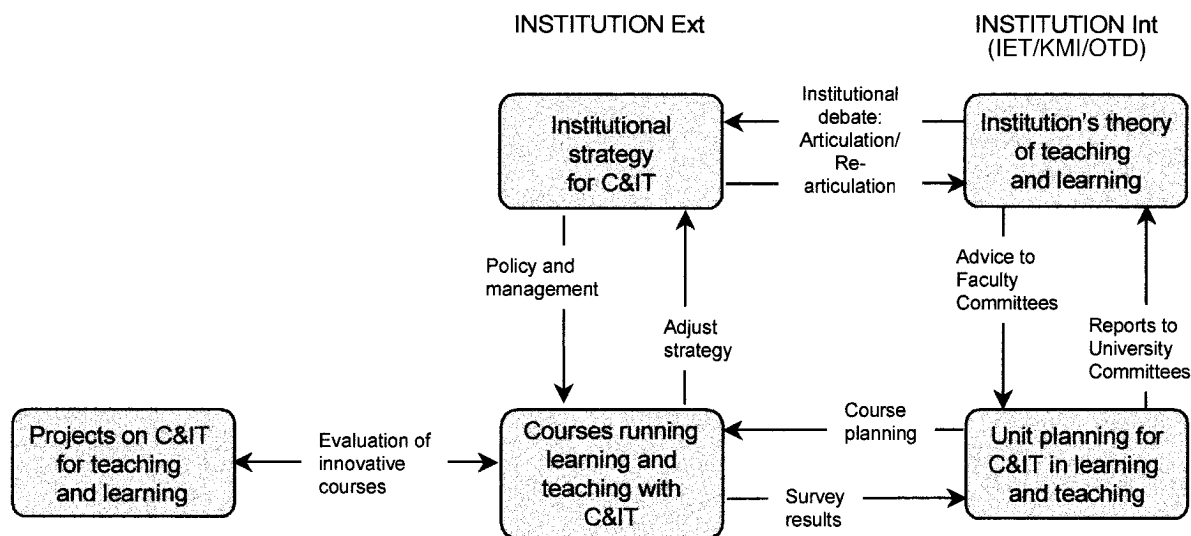 INSTITUTION Ext
INSTITUTION Int
(IET/KMI/OTD)
Institutional
strategy
for C&IT
Institutional
debate:
Articulation/
Re-
articulation
Institution's theory
of teaching
and learning
Policy and
management
Adjust
strategy
Advice to
Faculty
Committees
Reports to
University
Committees
Projects on C&IT
for teaching
and learning
Evaluation of
innovative
courses
Courses running
learning and
teaching with
C&IT
Course
planning
Survey
results
Unit planning for
C&IT in learning
and teaching